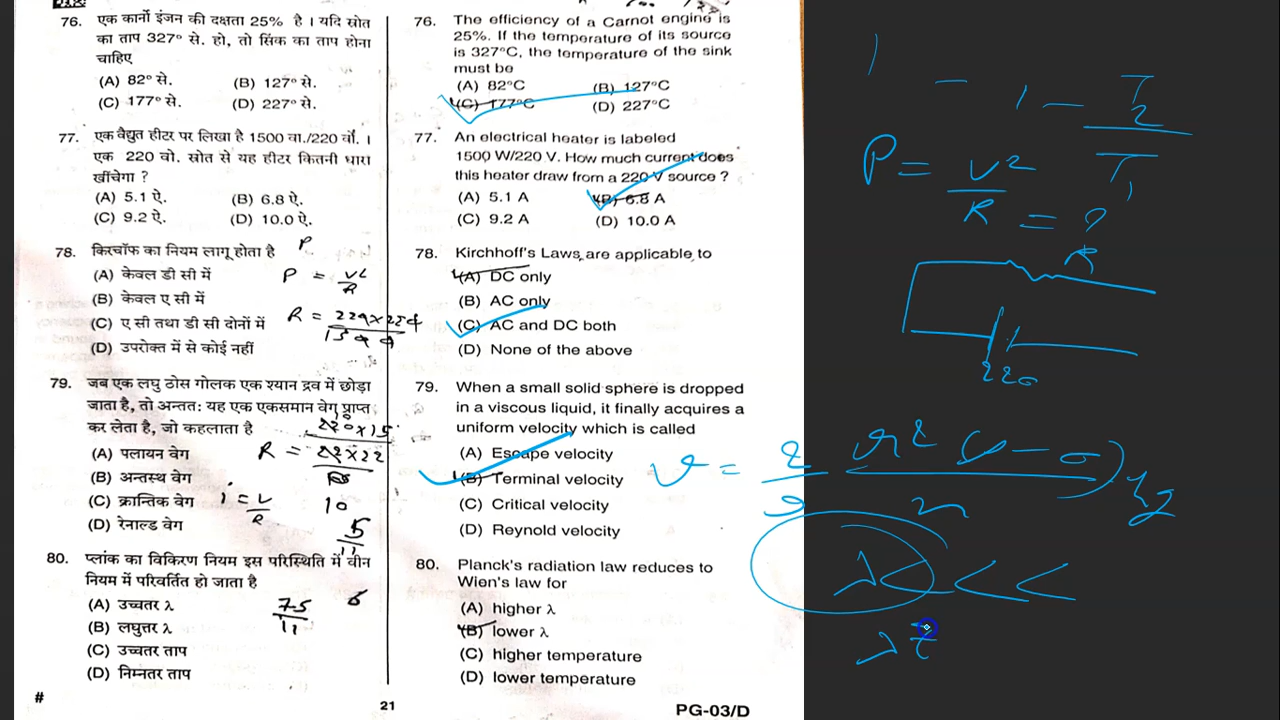 76. एक कार्नो इंजन की दक्षता 25% है । यदि स्रोत
का ताप 327° से. हो, तो सिंक का ताप होना
चाहिए
(A) 82° से. (B) 127° से.
(C) 177° से. (D) 227° से.
77. एक वैद्युत हीटर पर लिखा है 1500 वा./220 वो. ।
एक 220 वो. स्रोत से यह हीटर कितनी धारा
खींचेगा ?
(A) 5.1 ऐ. (B) 6.8 ऐ.
(C) 9.2 ऐ. (D) 10.0 ऐ.
78. किरचॉफ का नियम लागू होता है
(A) केवल डी सी में
(B) केवल ए सी में
(C) ए सी तथा डी सी दोनों में
(D) उपरोक्त में से कोई नहीं
79. जब एक लघु ठोस गोलक एक श्यान द्रव में छोड़ा
जाता है, तो अन्ततः यह एक एकसमान वेग प्राप्त
कर लेता है, जो कहलाता है
(A) पलायन वेग
(B) अन्तस्थ वेग
(C) क्रान्तिक वेग
(D) रेनाल्ड वेग
80. प्लांक का विकिरण नियम इस परिस्थिति में वीन
नियम में परिवर्तित हो जाता है
(A) उच्चतर λ
(B) लघुत्तर λ
(C) उच्चतर ताप
(D) निम्नतर ताप
P
P = V²
R
R =
R = 22 x 22
i = V
R
10
5
11
75
11
6
#
21
76. The efficiency of a Carnot engine is
25%. If the temperature of its source
is 327°C, the temperature of the sink
must be
(A) 82°C (B) 127°C
(C) 177°C (D) 227°C
77. An electrical heater is labeled
1500 W/220 V. How much current does
this heater draw from a 220 V source ?
(A) 5.1 A (B) 6.8 A
(C) 9.2 A (D) 10.0 A
78. Kirchhoff's Laws are applicable to
(A) DC only
(B) AC only
(C) AC and DC both
(D) None of the above
79. When a small solid sphere is dropped
in a viscous liquid, it finally acquires a
uniform velocity which is called
(A) Escape velocity
(B) Terminal velocity
(C) Critical velocity
(D) Reynold velocity
80. Planck's radiation law reduces to
Wien's law for
(A) higher λ
(B) lower λ
(C) higher temperature
(D) lower temperature
PG-03/D
1 - T2
T1
P = V²
R = ?
R
220
v = 2 r² (ρ - σ) g
9 η
λ < < <
λ